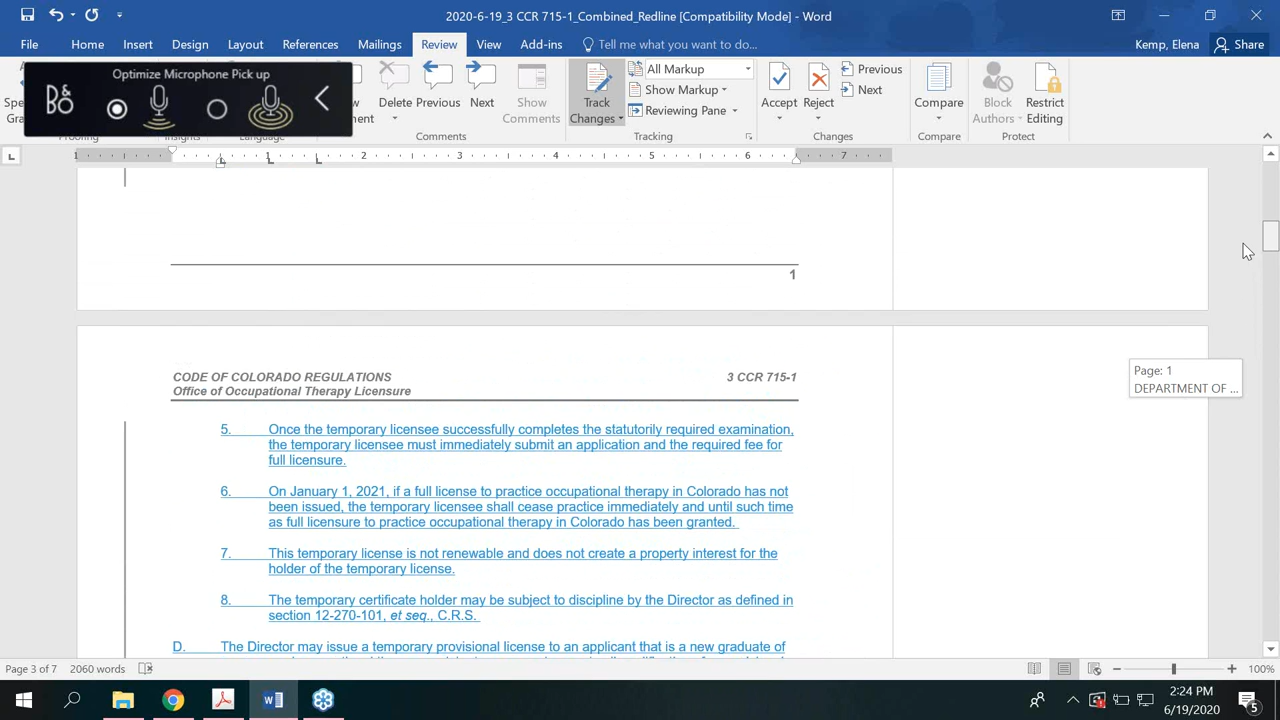 2020-6-19_3 CCR 715-1_Combined_Redline [Compatibility Mode] - Word
File Home Insert Design Layout References Mailings Review View Add-ins Tell me what you want to do... Kemp, Elena Share
Optimize Microphone Pick up
BO
Delete Previous Next Show Comments
Comments
Track Changes
All Markup
Show Markup
Reviewing Pane
Tracking
Accept Reject
Previous
Next
Changes
Compare
Compare
Block Authors
Restrict Editing
Protect
1 1 2 3 4 5 6 7
1
Page: 1
DEPARTMENT OF ...
CODE OF COLORADO REGULATIONS 3 CCR 715-1
Office of Occupational Therapy Licensure
5. Once the temporary licensee successfully completes the statutorily required examination,
the temporary licensee must immediately submit an application and the required fee for
full licensure.
6. On January 1, 2021, if a full license to practice occupational therapy in Colorado has not
been issued, the temporary licensee shall cease practice immediately and until such time
as full licensure to practice occupational therapy in Colorado has been granted.
7. This temporary license is not renewable and does not create a property interest for the
holder of the temporary license.
8. The temporary certificate holder may be subject to discipline by the Director as defined in
section 12-270-101, et seq., C.R.S.
D. The Director may issue a temporary provisional license to an applicant that is a new graduate of
Page 3 of 7 2060 words 100%
2:24 PM
6/19/2020
5